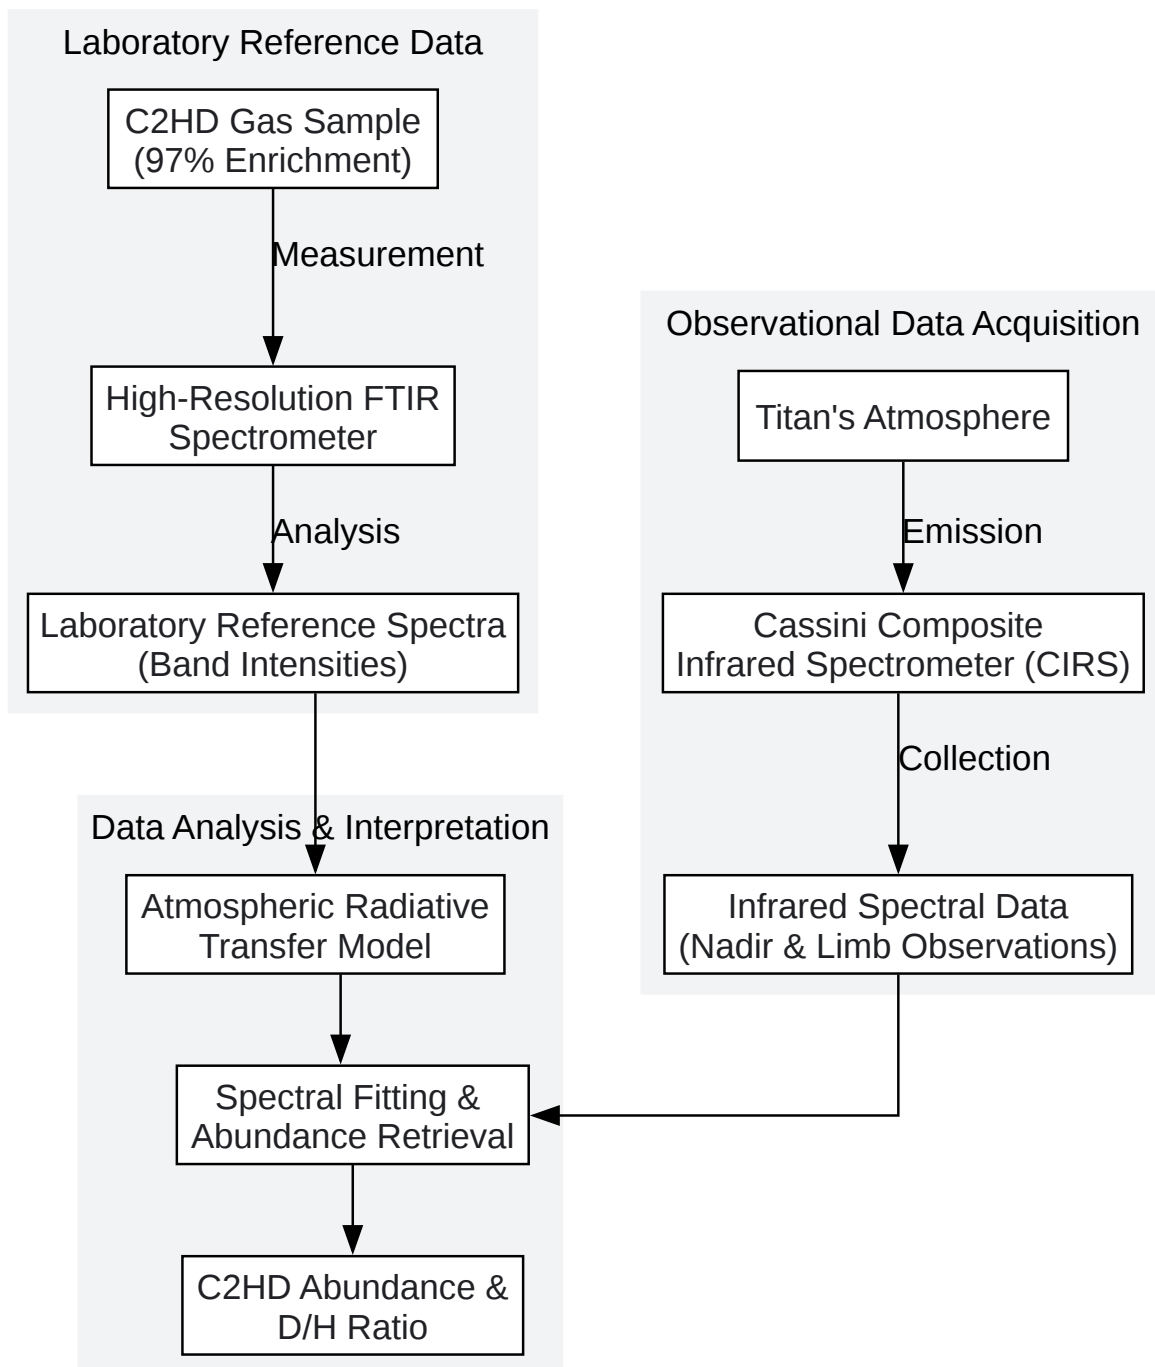 Laboratory Reference Data
C2HD Gas Sample
(97% Enrichment)
Measurement
High-Resolution FTIR
Spectrometer
Analysis
Laboratory Reference Spectra
(Band Intensities)
Observational Data Acquisition
Titan's Atmosphere
Emission
Cassini Composite
Infrared Spectrometer (CIRS)
Collection
Infrared Spectral Data
(Nadir & Limb Observations)
Data Analysis & Interpretation
Atmospheric Radiative
Transfer Model
Spectral Fitting &
Abundance Retrieval
C2HD Abundance &
D/H Ratio